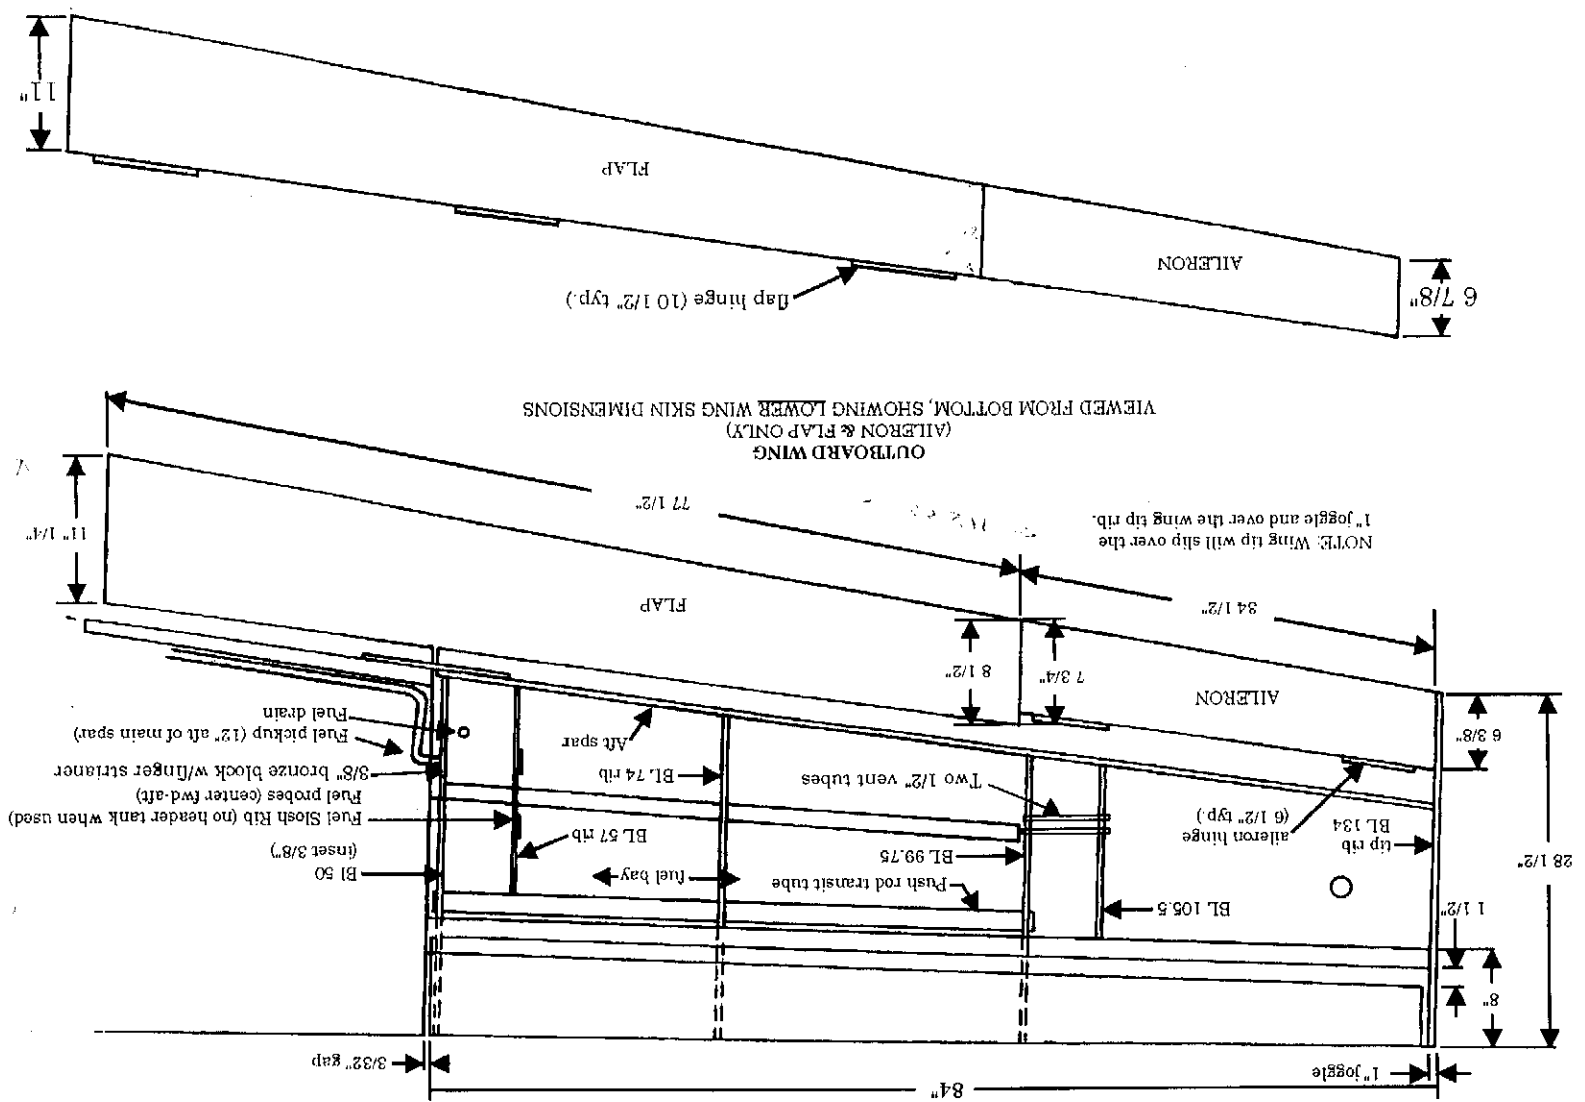 84"
1" joggle
3/32" gap
8"
1 1/2"
28 1/2"
BL 105.5
Push rod transit tube
fuel bay
Bl 50
(inset 3/8")
BL 99.75
BL 57 rib
tip rib
BL 134
aileron hinge
(6 1/2" typ.)
Two 1/2" vent tubes
BL 74 rib
Aft spar
Fuel Slosh Rib (no header tank when used)
Fuel probes (center fwd-aft)
3/8" bronze block w/finger strianer
Fuel pickup (12" aft of main spar)
Fuel drain
6 3/8"
AILERON
7 3/4"
8 1/2"
FLAP
34 1/2"
11" 1/4"
NOTE: Wing tip will slip over the
1" joggle and over the wing tip rib.
77 1/2"
OUTBOARD WING
(AILERON & FLAP ONLY)
VIEWED FROM BOTTOM, SHOWING LOWER WING SKIN DIMENSIONS
6 7/8"
flap hinge (10 1/2" typ.)
AILERON
FLAP
11"